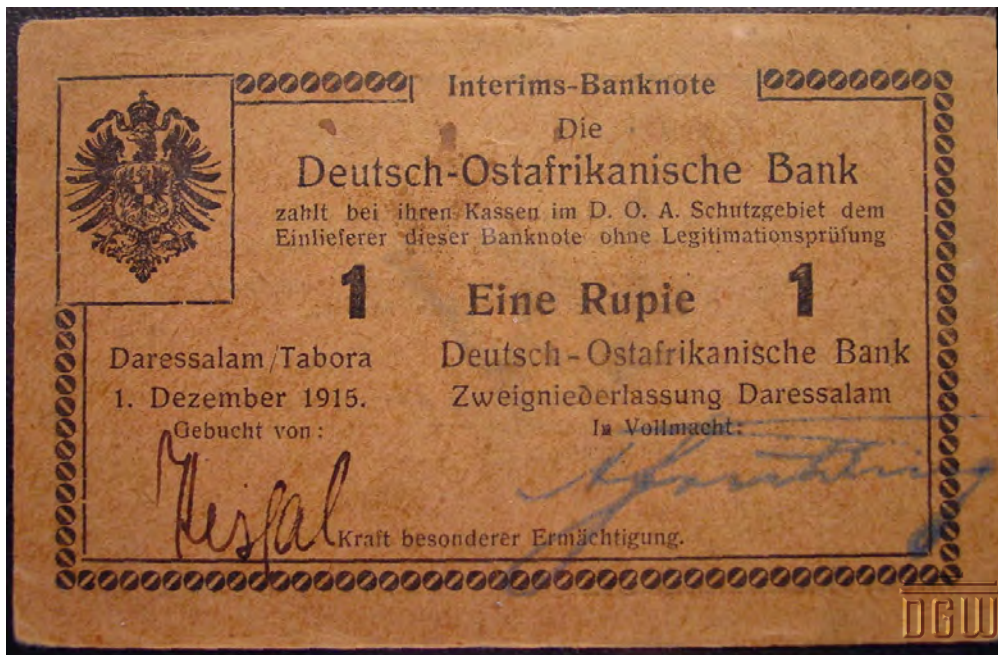 Interims-Banknote
Die
Deutsch-Ostafrikanische Bank
zahlt bei ihren Kassen im D. O. A. Schutzgebiet dem
Einlieferer dieser Banknote ohne Legitimationsprüfung
1 Eine Rupie 1
Daressalam/Tabora
1. Dezember 1915.
Gebucht von:
Deutsch-Ostafrikanische Bank
Zweigniederlassung Daressalam
In Vollmacht:
Kraft besonderer Ermächtigung.
DGW